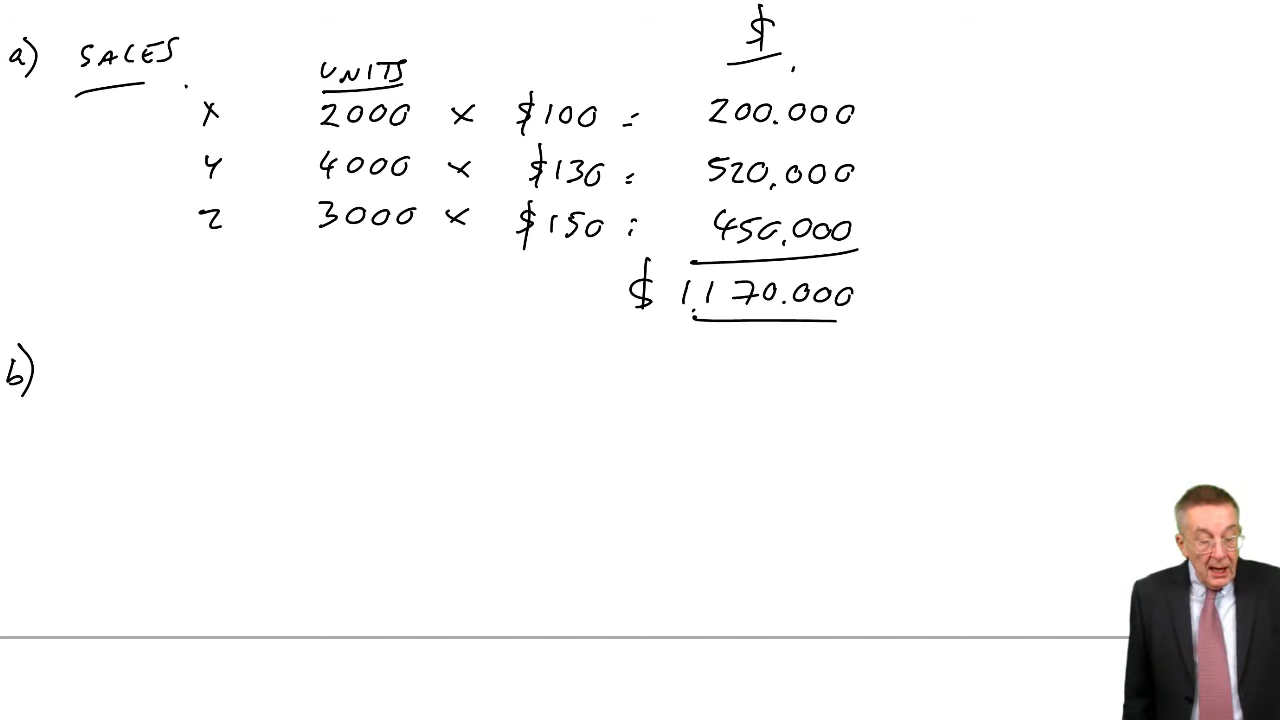 $
a) SALES
UNITS
X 2000 x $100 = 200.000
Y 4000 x $130 = 520,000
Z 3000 x $150 = 450,000
$ 1,170.000
b)